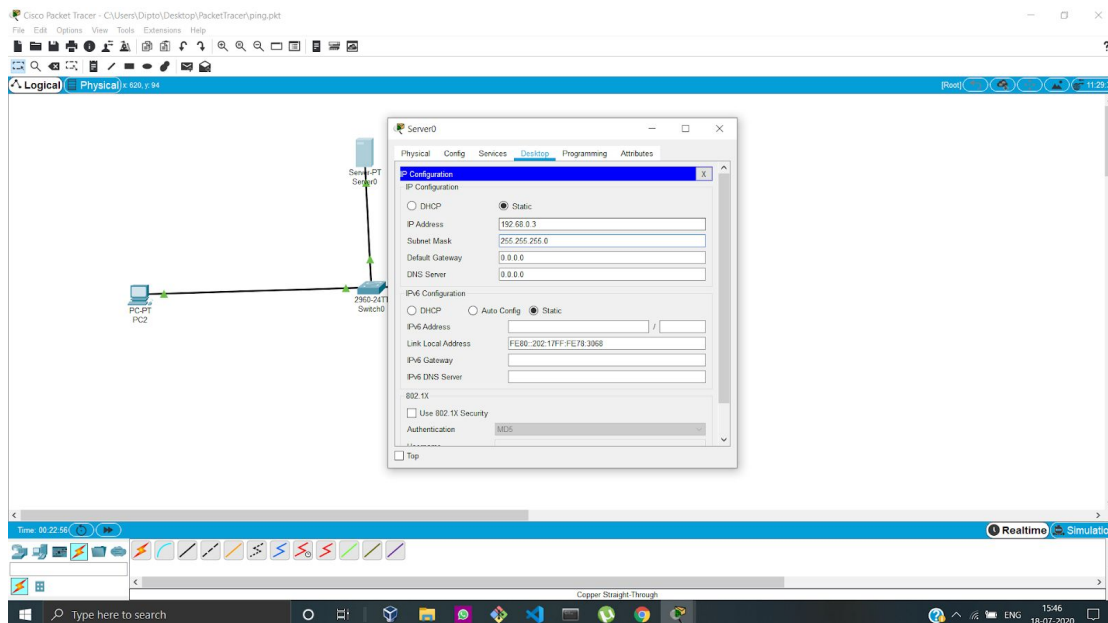 Cisco Packet Tracer - C:\Users\Dipto\Desktop\PacketTracer\ping.pkt
File Edit Options View Tools Extensions Help
Logical Physical x: 620, y: 94 [Root] 11:29:
Server0
Physical Config Services Desktop Programming Attributes
IP Configuration X
IP Configuration
DHCP Static
IP Address 192.68.0.3
Subnet Mask 255.255.255.0
Default Gateway 0.0.0.0
DNS Server 0.0.0.0
IPv6 Configuration
DHCP Auto Config Static
IPv6 Address /
Link Local Address FE80::202:17FF:FE78:3068
IPv6 Gateway
IPv6 DNS Server
802.1X
Use 802.1X Security
Authentication MD5
Top
Server-PT
Server0
2960-24TT
Switch0
PC-PT
PC2
Time: 00:22:56 Realtime Simulatio
Copper Straight-Through
Type here to search ENG 15:46
18-07-2020